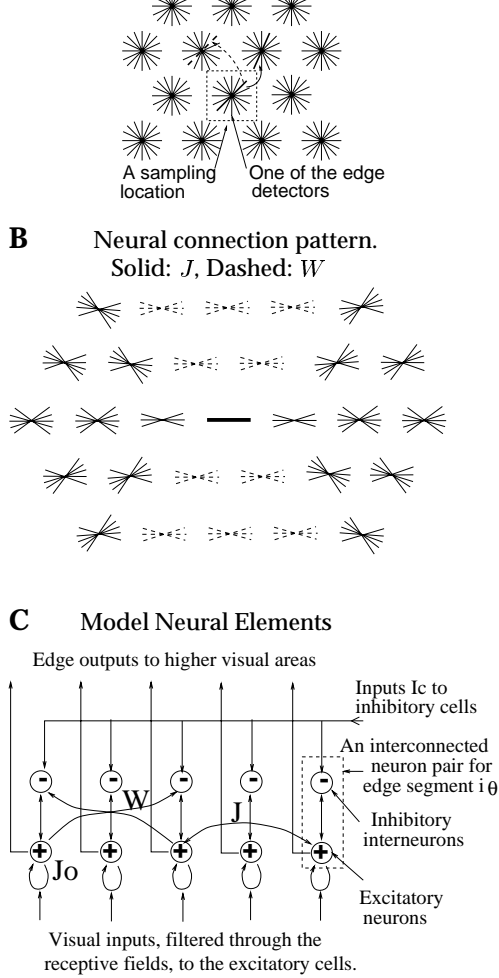 A sampling
location
One of the edge
detectors
B
Neural connection pattern.
Solid: J, Dashed: W
C
Model Neural Elements
Edge outputs to higher visual areas
Inputs Ic to
inhibitory cells
An interconnected
neuron pair for
edge segment i θ
Inhibitory
interneurons
Excitatory
neurons
- - - - -
W
J
+ + + + +
Jo
Visual inputs, filtered through the
receptive fields, to the excitatory cells.